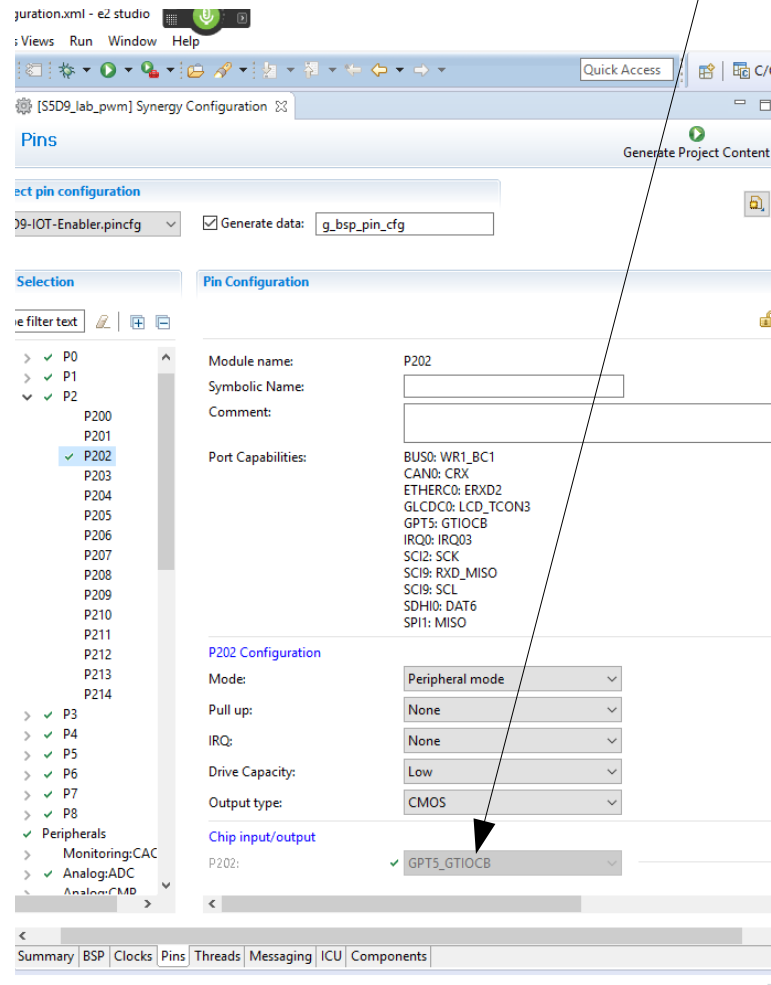 juration.xml - e2 studio
s Views Run Window Help
Quick Access
C/
[S5D9_lab_pwm] Synergy Configuration
Pins
Generate Project Content
ect pin configuration
D9-IOT-Enabler.pincfg
Generate data: g_bsp_pin_cfg
Selection
Pin Configuration
e filter text
P0
P1
P2
P200
P201
P202
P203
P204
P205
P206
P207
P208
P209
P210
P211
P212
P213
P214
P3
P4
P5
P6
P7
P8
Peripherals
Monitoring:CAC
Analog:ADC
Analog:CMP
Module name: P202
Symbolic Name:
Comment:
Port Capabilities: BUS0: WR1_BC1
CAN0: CRX
ETHERC0: ERXD2
GLCDC0: LCD_TCON3
GPT5: GTIOCB
IRQ0: IRQ03
SCI2: SCK
SCI9: RXD_MISO
SCI9: SCL
SDHI0: DAT6
SPI1: MISO
P202 Configuration
Mode: Peripheral mode
Pull up: None
IRQ: None
Drive Capacity: Low
Output type: CMOS
Chip input/output
P202: GPT5_GTIOCB
Summary BSP Clocks Pins Threads Messaging ICU Components